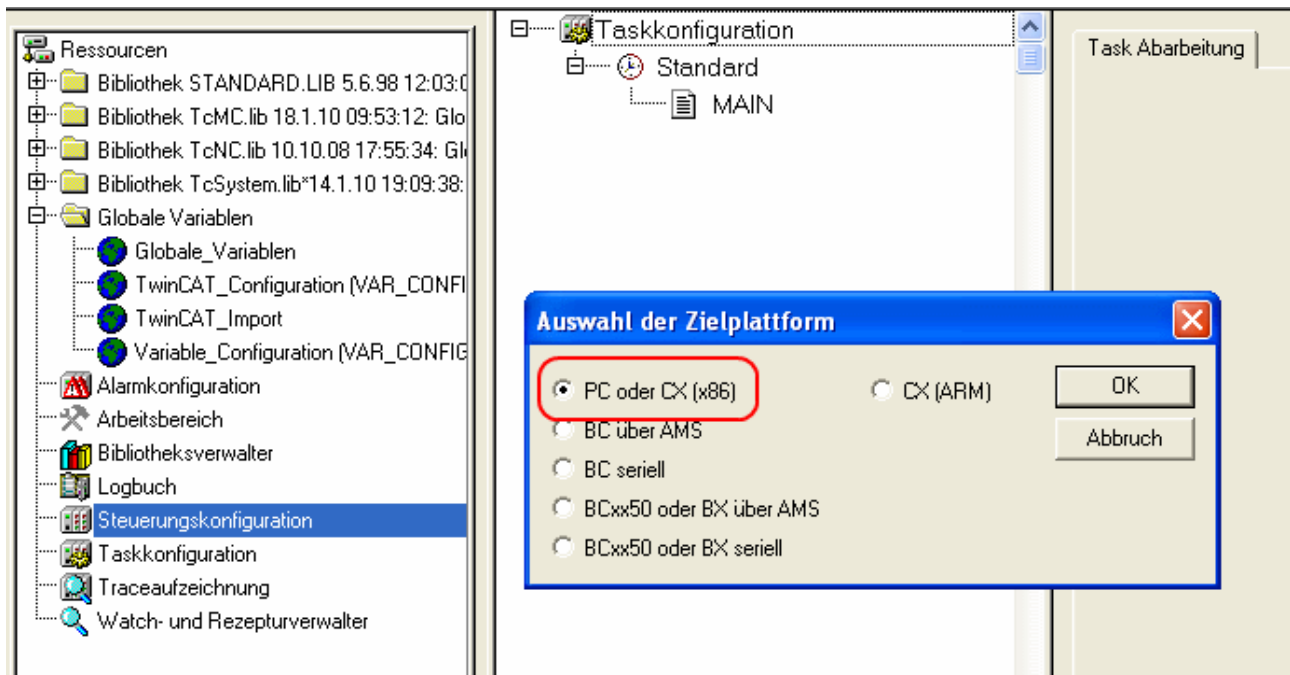 Ressourcen
Bibliothek STANDARD.LIB 5.6.98 12:03:0
Bibliothek TcMC.lib 18.1.10 09:53:12: Glo
Bibliothek TcNC.lib 10.10.08 17:55:34: Glo
Bibliothek TcSystem.lib*14.1.10 19:09:38:
Globale Variablen
Globale_Variablen
TwinCAT_Configuration (VAR_CONFI
TwinCAT_Import
Variable_Configuration (VAR_CONFIG
Alarmkonfiguration
Arbeitsbereich
Bibliotheksverwalter
Logbuch
Steuerungskonfiguration
Taskkonfiguration
Traceaufzeichnung
Watch- und Rezepturverwalter
Taskkonfiguration
Standard
MAIN
Task Abarbeitung
Auswahl der Zielplattform
PC oder CX (x86)
CX (ARM)
BC über AMS
BC seriell
BCxx50 oder BX über AMS
BCxx50 oder BX seriell
OK
Abbruch